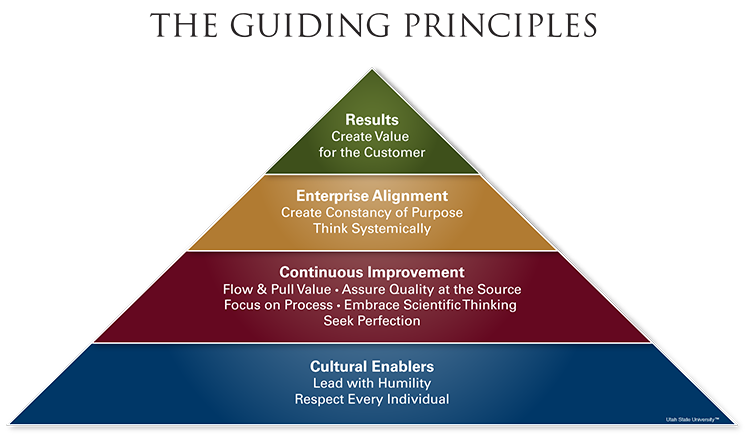 THE GUIDING PRINCIPLES
Results
Create Value
for the Customer
Enterprise Alignment
Create Constancy of Purpose
Think Systemically
Continuous Improvement
Flow & Pull Value • Assure Quality at the Source
Focus on Process • Embrace Scientific Thinking
Seek Perfection
Cultural Enablers
Lead with Humility
Respect Every Individual
Utah State University™